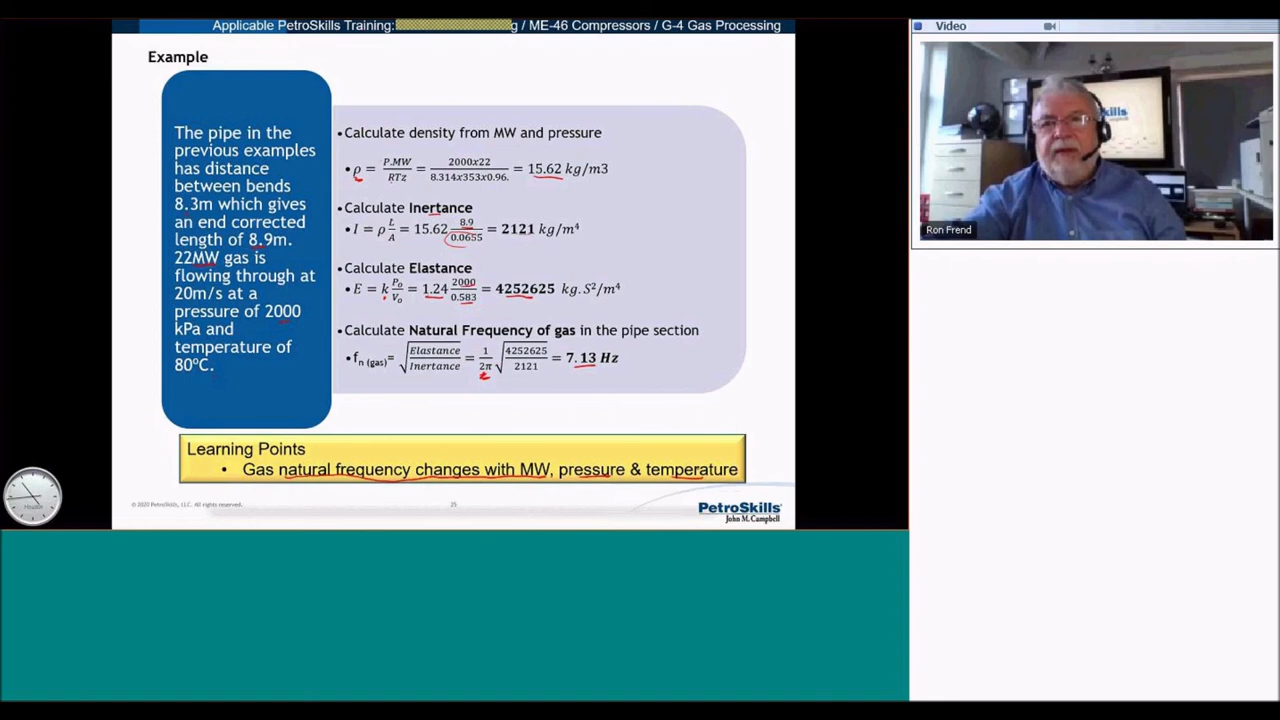 Applicable PetroSkills Training: g / ME-46 Compressors / G-4 Gas Processing
Example
The pipe in the
previous examples
has distance
between bends
8.3m which gives
an end corrected
length of 8.9m.
22MW gas is
flowing through at
20m/s at a
pressure of 2000
kPa and
temperature of
80ºC.
•Calculate density from MW and pressure
•ρ = P.MW/RTz = 2000x22/8.314x353x0.96. = 15.62 kg/m3
•Calculate Inertance
•I = ρ L/A = 15.62 8.9/0.0655 = 2121 kg/m⁴
•Calculate Elastance
•E = k P₀/V₀ = 1.24 2000/0.583 = 4252625 kg.S²/m⁴
•Calculate Natural Frequency of gas in the pipe section
•fn (gas)= √Elastance/Inertance = 1/2π √4252625/2121 = 7.13 Hz
Learning Points
• Gas natural frequency changes with MW, pressure & temperature
© 2020 PetroSkills, LLC. All rights reserved.
25
PetroSkills
John M. Campbell
Houston
Video
Ron Frend